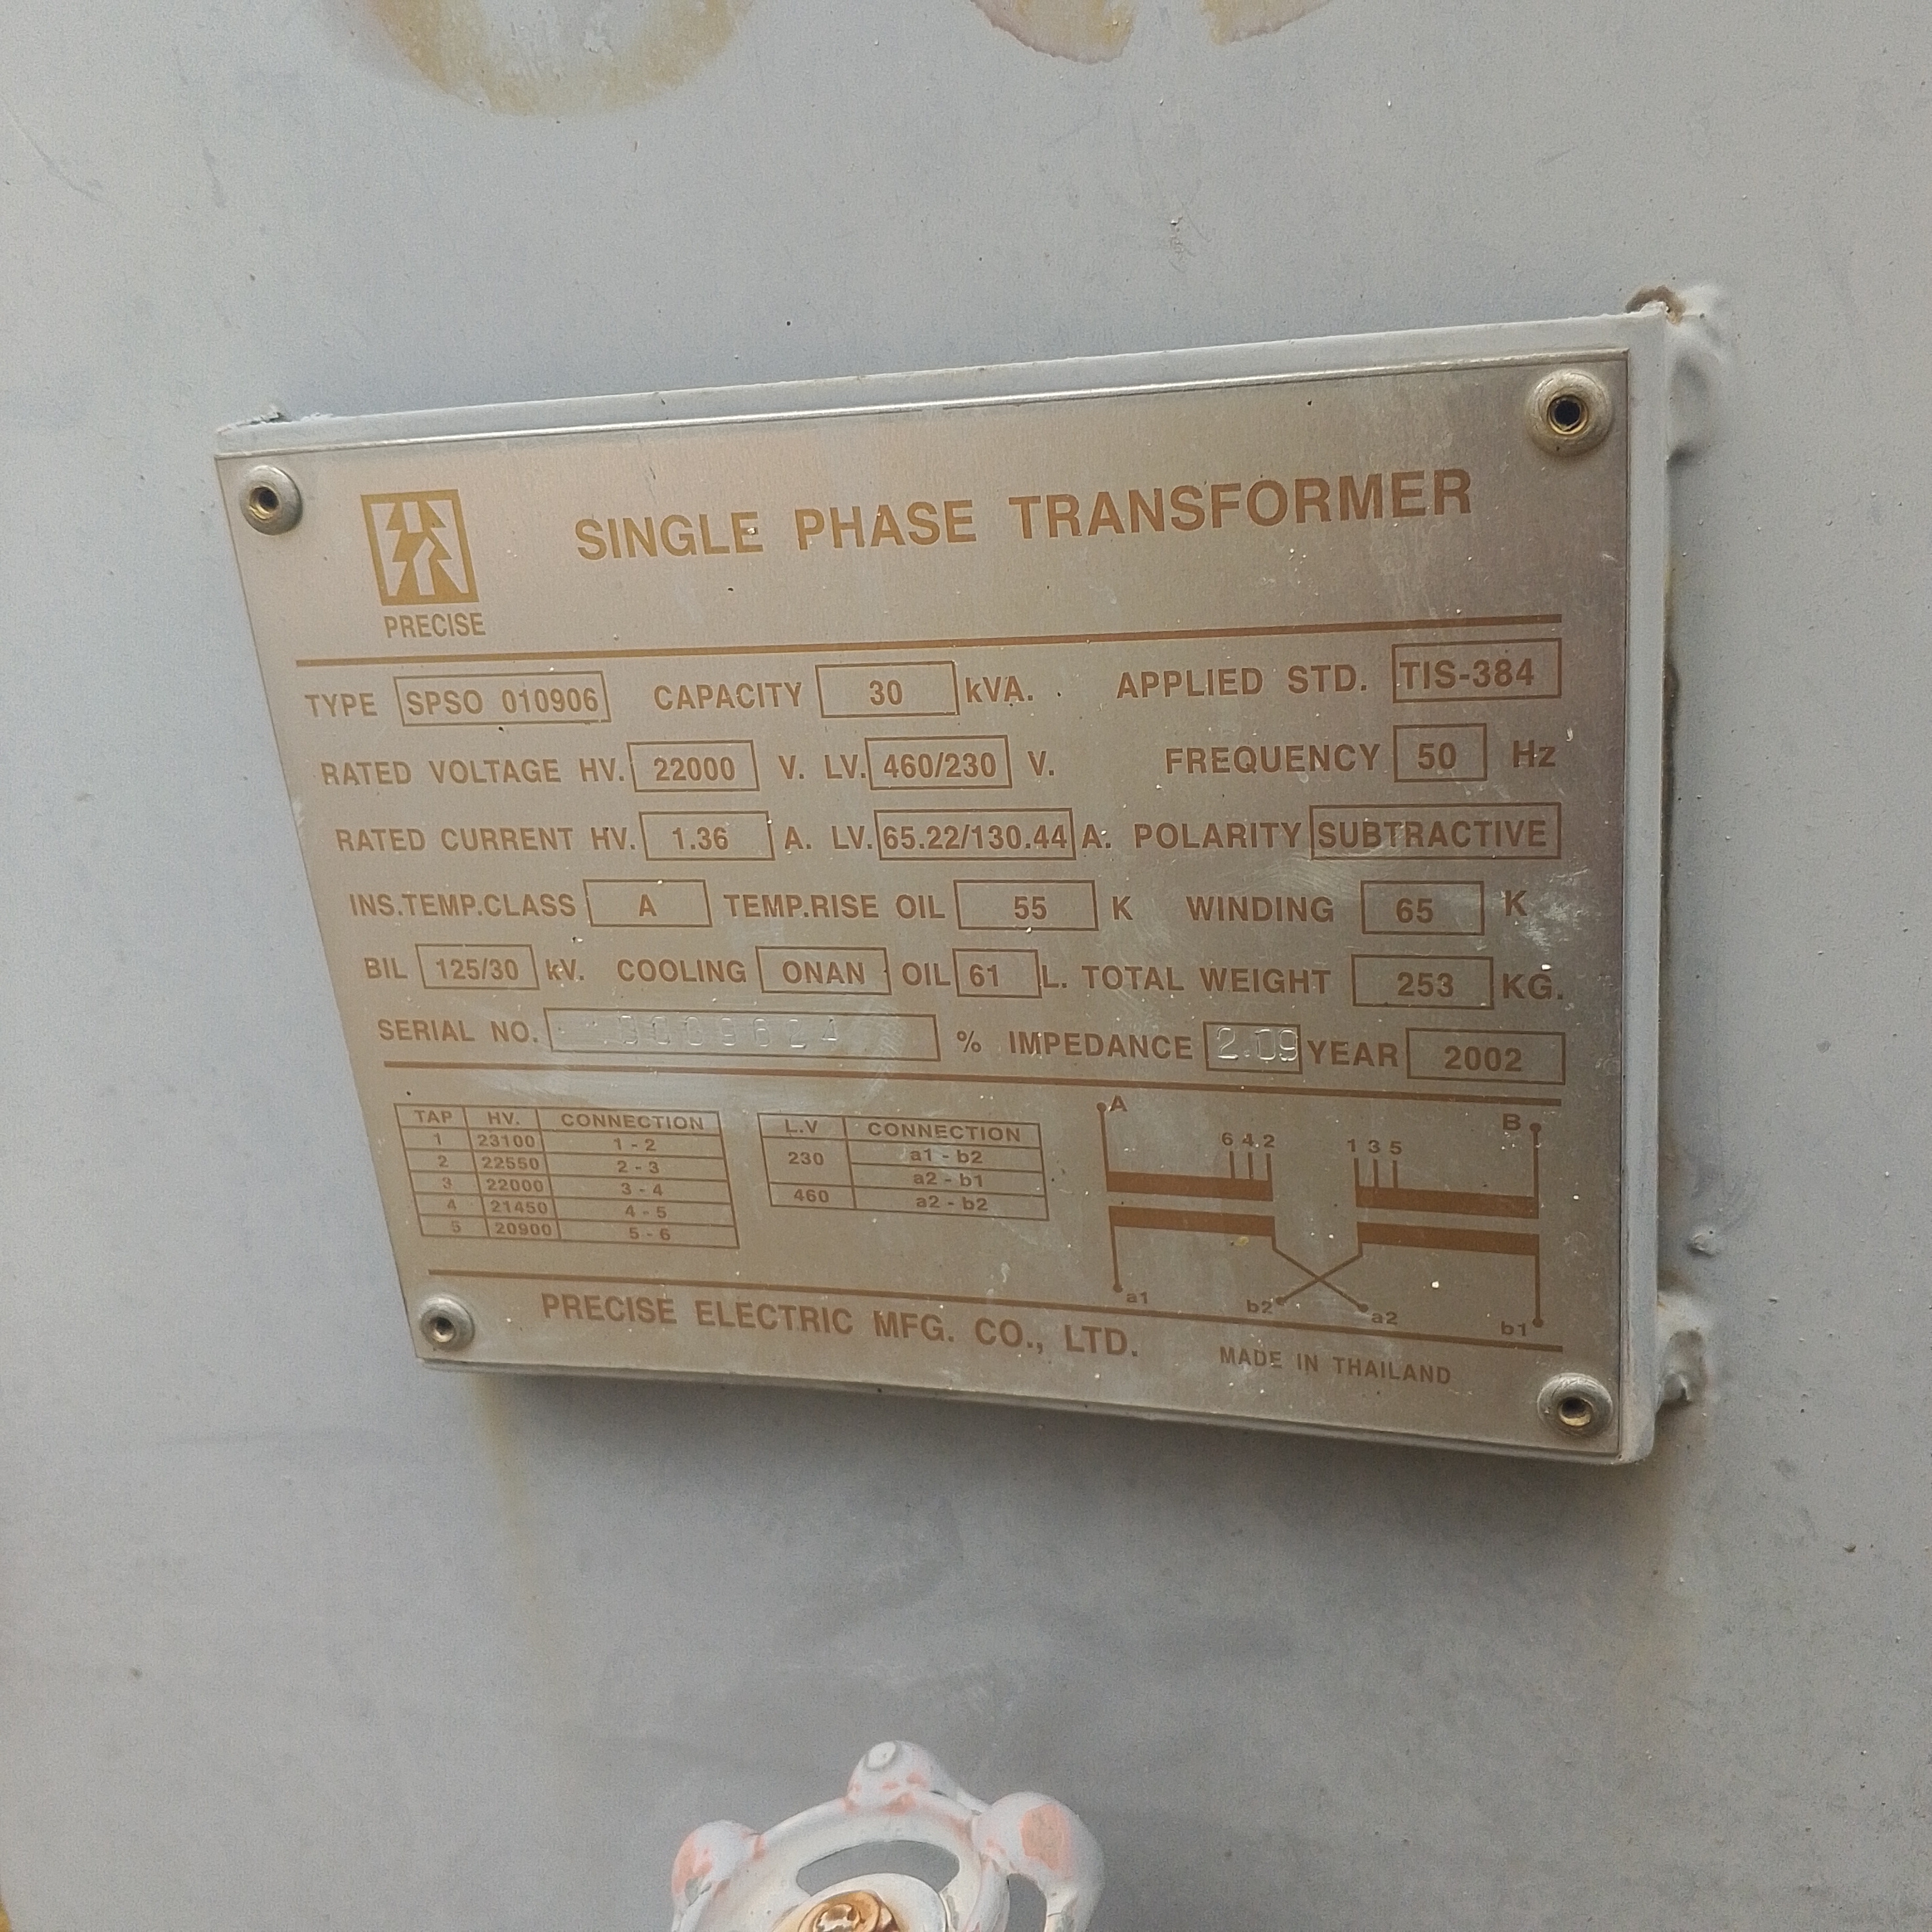 SINGLE PHASE TRANSFORMER
PRECISE
TYPE SPSO 010906 CAPACITY 30 kVA. APPLIED STD. TIS-384
RATED VOLTAGE HV. 22000 V. LV. 460/230 V. FREQUENCY 50 Hz
RATED CURRENT HV. 1.36 A. LV. 65.22/130.44 A. POLARITY SUBTRACTIVE
INS.TEMP.CLASS A TEMP.RISE OIL 55 K WINDING 65 K
BIL 125/30 kV. COOLING ONAN OIL 61 L. TOTAL WEIGHT 253 KG.
SERIAL NO. % IMPEDANCE 2.09 YEAR 2002
TAP HV. CONNECTION
1 23100 1 - 2
2 22550 2 - 3
3 22000 3 - 4
4 21450 4 - 5
5 20900 5 - 6
L.V CONNECTION
230 a1 - b2
a2 - b1
460 a2 - b2
A B
6 4 2 1 3 5
a1 b2 a2 b1
PRECISE ELECTRIC MFG. CO., LTD.
MADE IN THAILAND